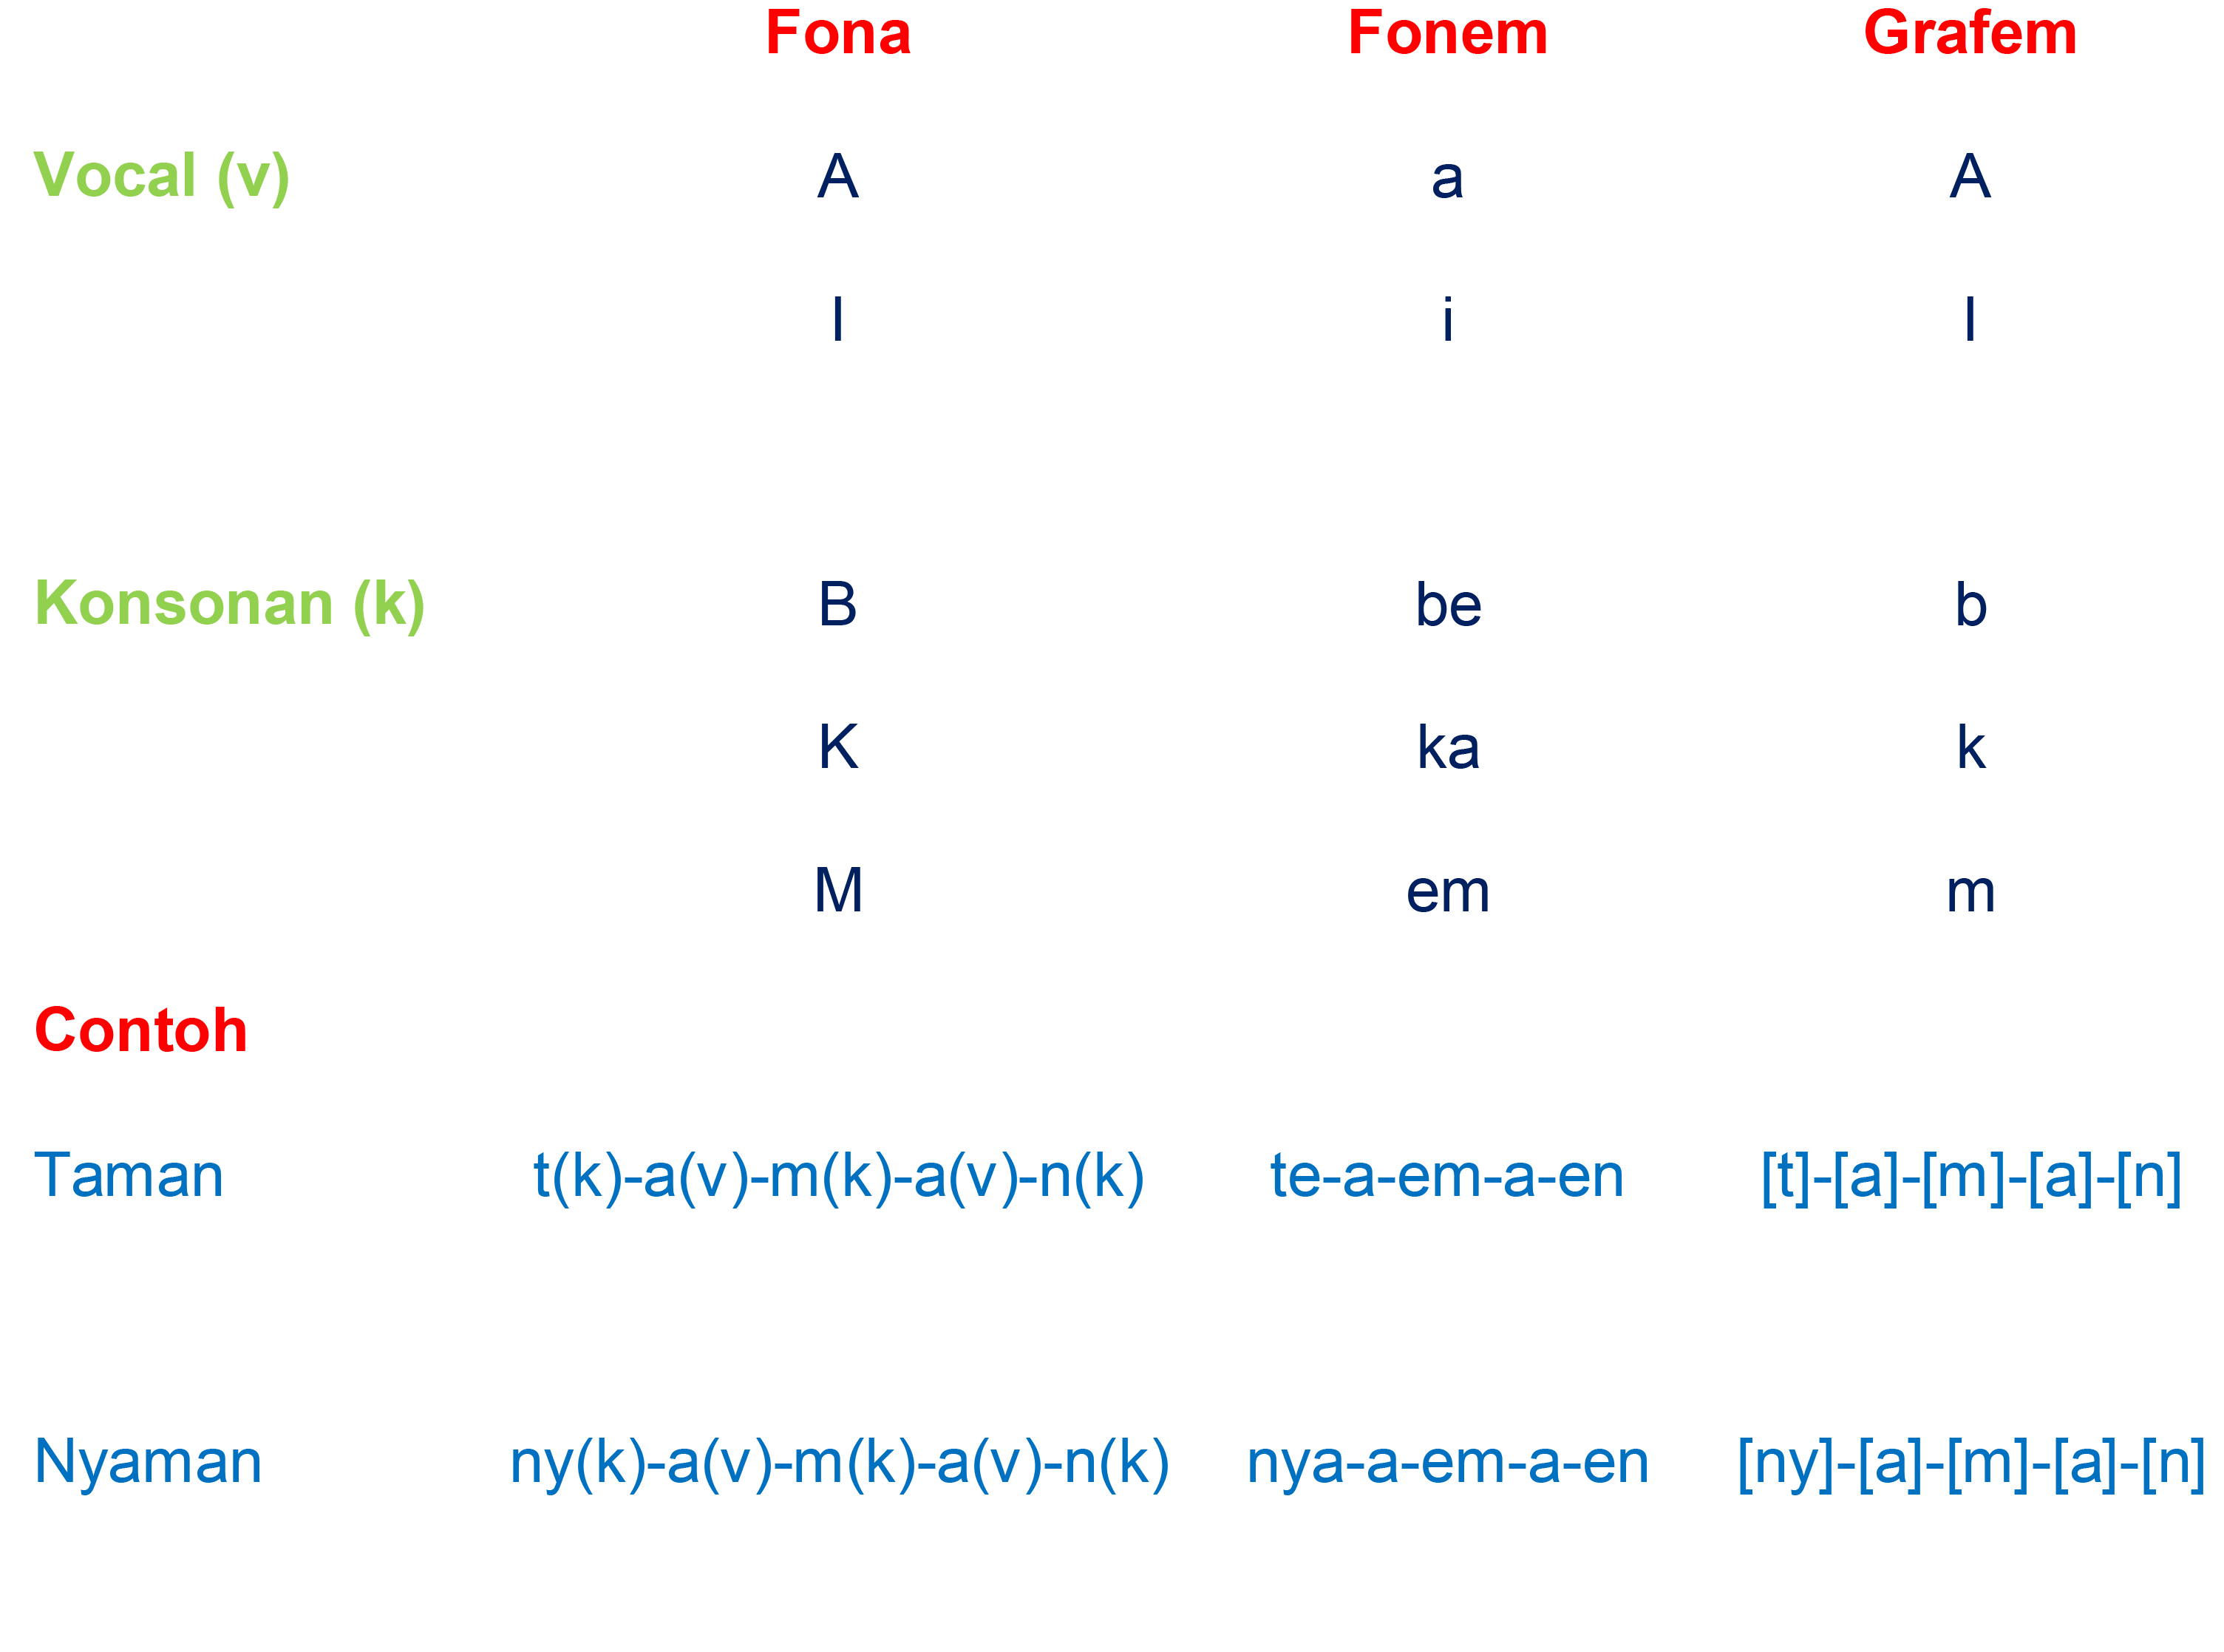 Fona Fonem Grafem
Vocal (v) A a A
I i I
Konsonan (k) B be b
K ka k
M em m
Contoh
Taman t(k)-a(v)-m(k)-a(v)-n(k) te-a-em-a-en [t]-[a]-[m]-[a]-[n]
Nyaman ny(k)-a(v)-m(k)-a(v)-n(k) nya-a-em-a-en [ny]-[a]-[m]-[a]-[n]